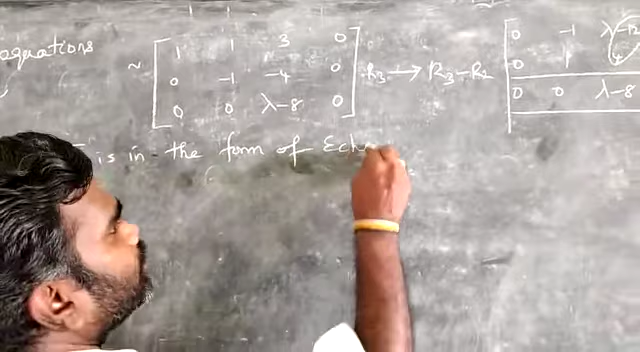 equations
~ [ 1 1 3 0 ] R₃ → R₃ - R₂
0 -1 -4 0
0 0 λ-8 0
0 -1 λ-12
0 1
0 0 λ-8
is in the form of Eche